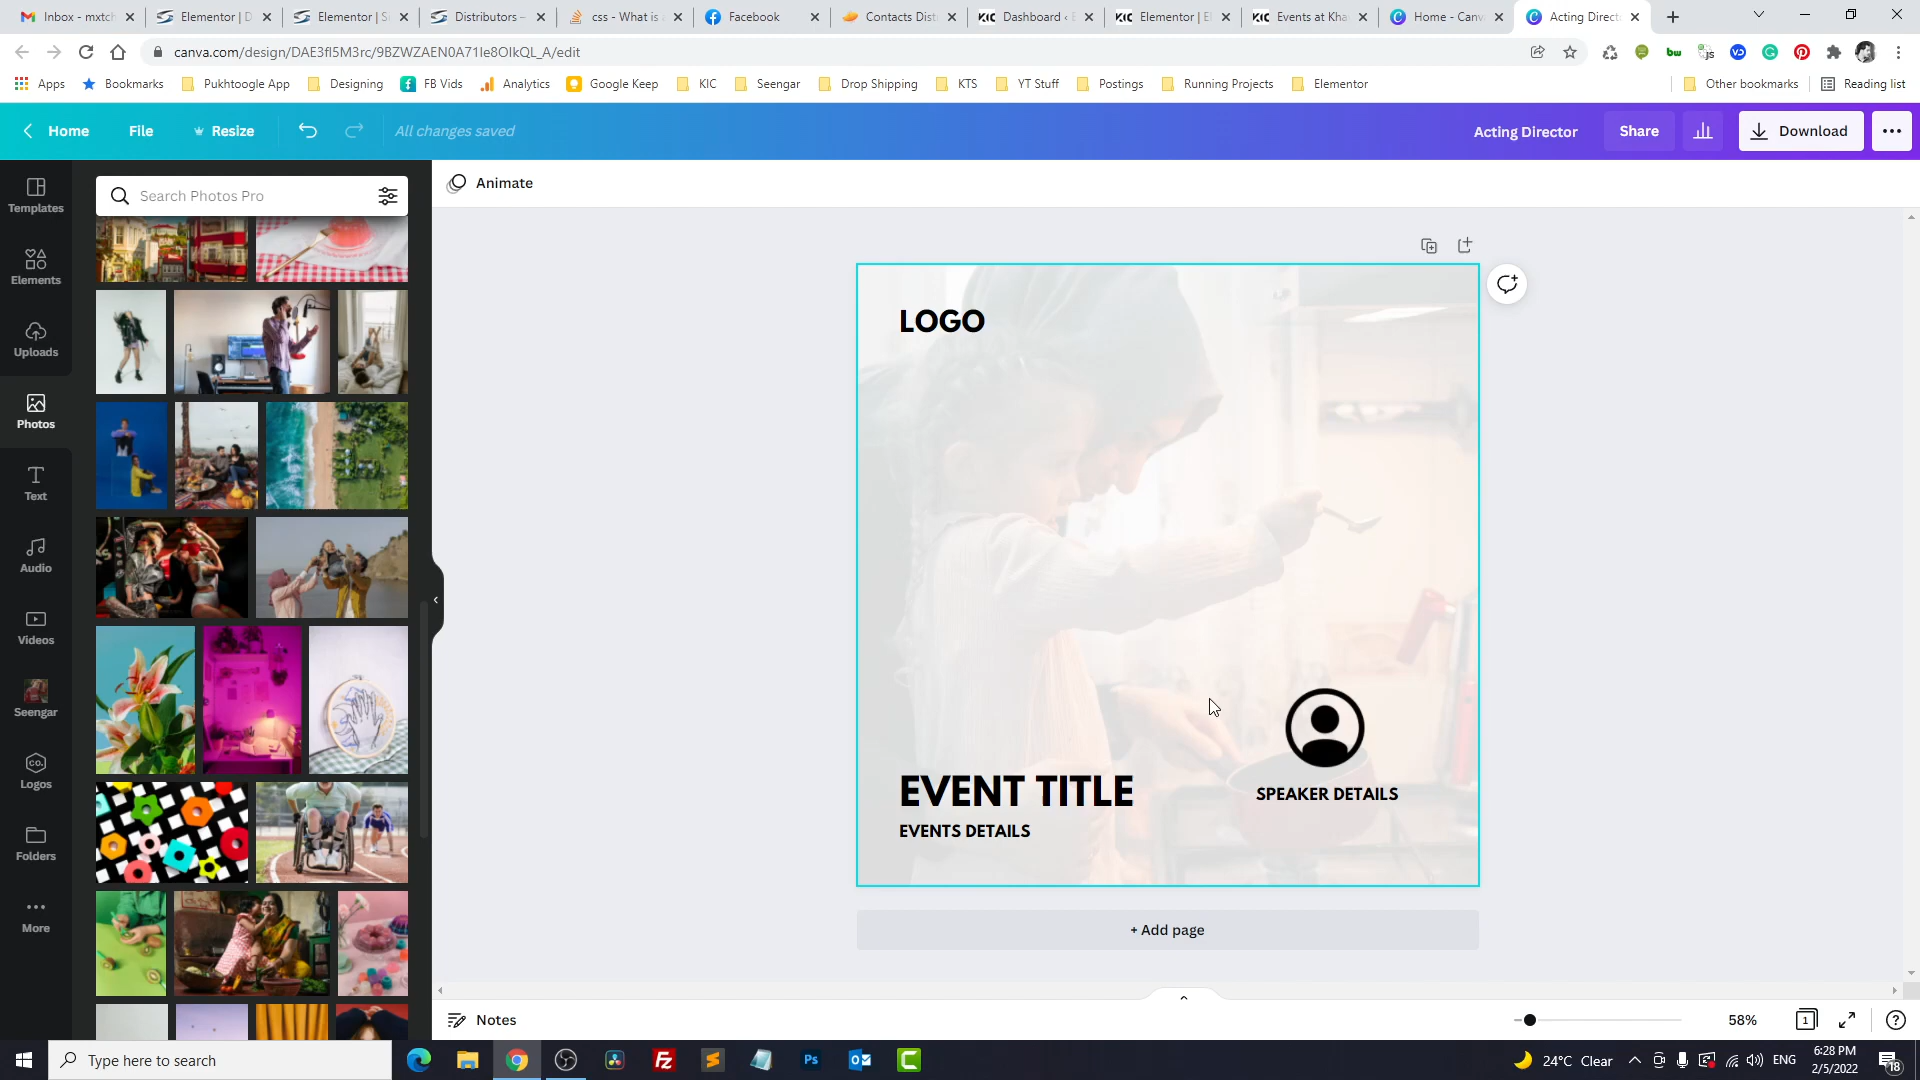 Inbox - mxtch
Elementor | D
Elementor | S
Distributors –
css - What is
Facebook
Contacts Dist
Dashboard ‹ E
Elementor | El
Events at Kha
Home - Canv
Acting Direct
canva.com/design/DAE3fI5M3rc/9BZWZAEN0A71Ie8OIkQL_A/edit
Apps
Bookmarks
Pukhtoogle App
Designing
FB Vids
Analytics
Google Keep
KIC
Seengar
Drop Shipping
KTS
YT Stuff
Postings
Running Projects
Elementor
Other bookmarks
Reading list
Home
File
Resize
All changes saved
Acting Director
Share
Download
Templates
Elements
Uploads
Photos
Text
Audio
Videos
Seengar
Logos
Folders
More
Search Photos Pro
Animate
LOGO
EVENT TITLE
EVENTS DETAILS
SPEAKER DETAILS
+ Add page
Notes
58%
1
Type here to search
24°C Clear
ENG
6:28 PM
2/5/2022
18